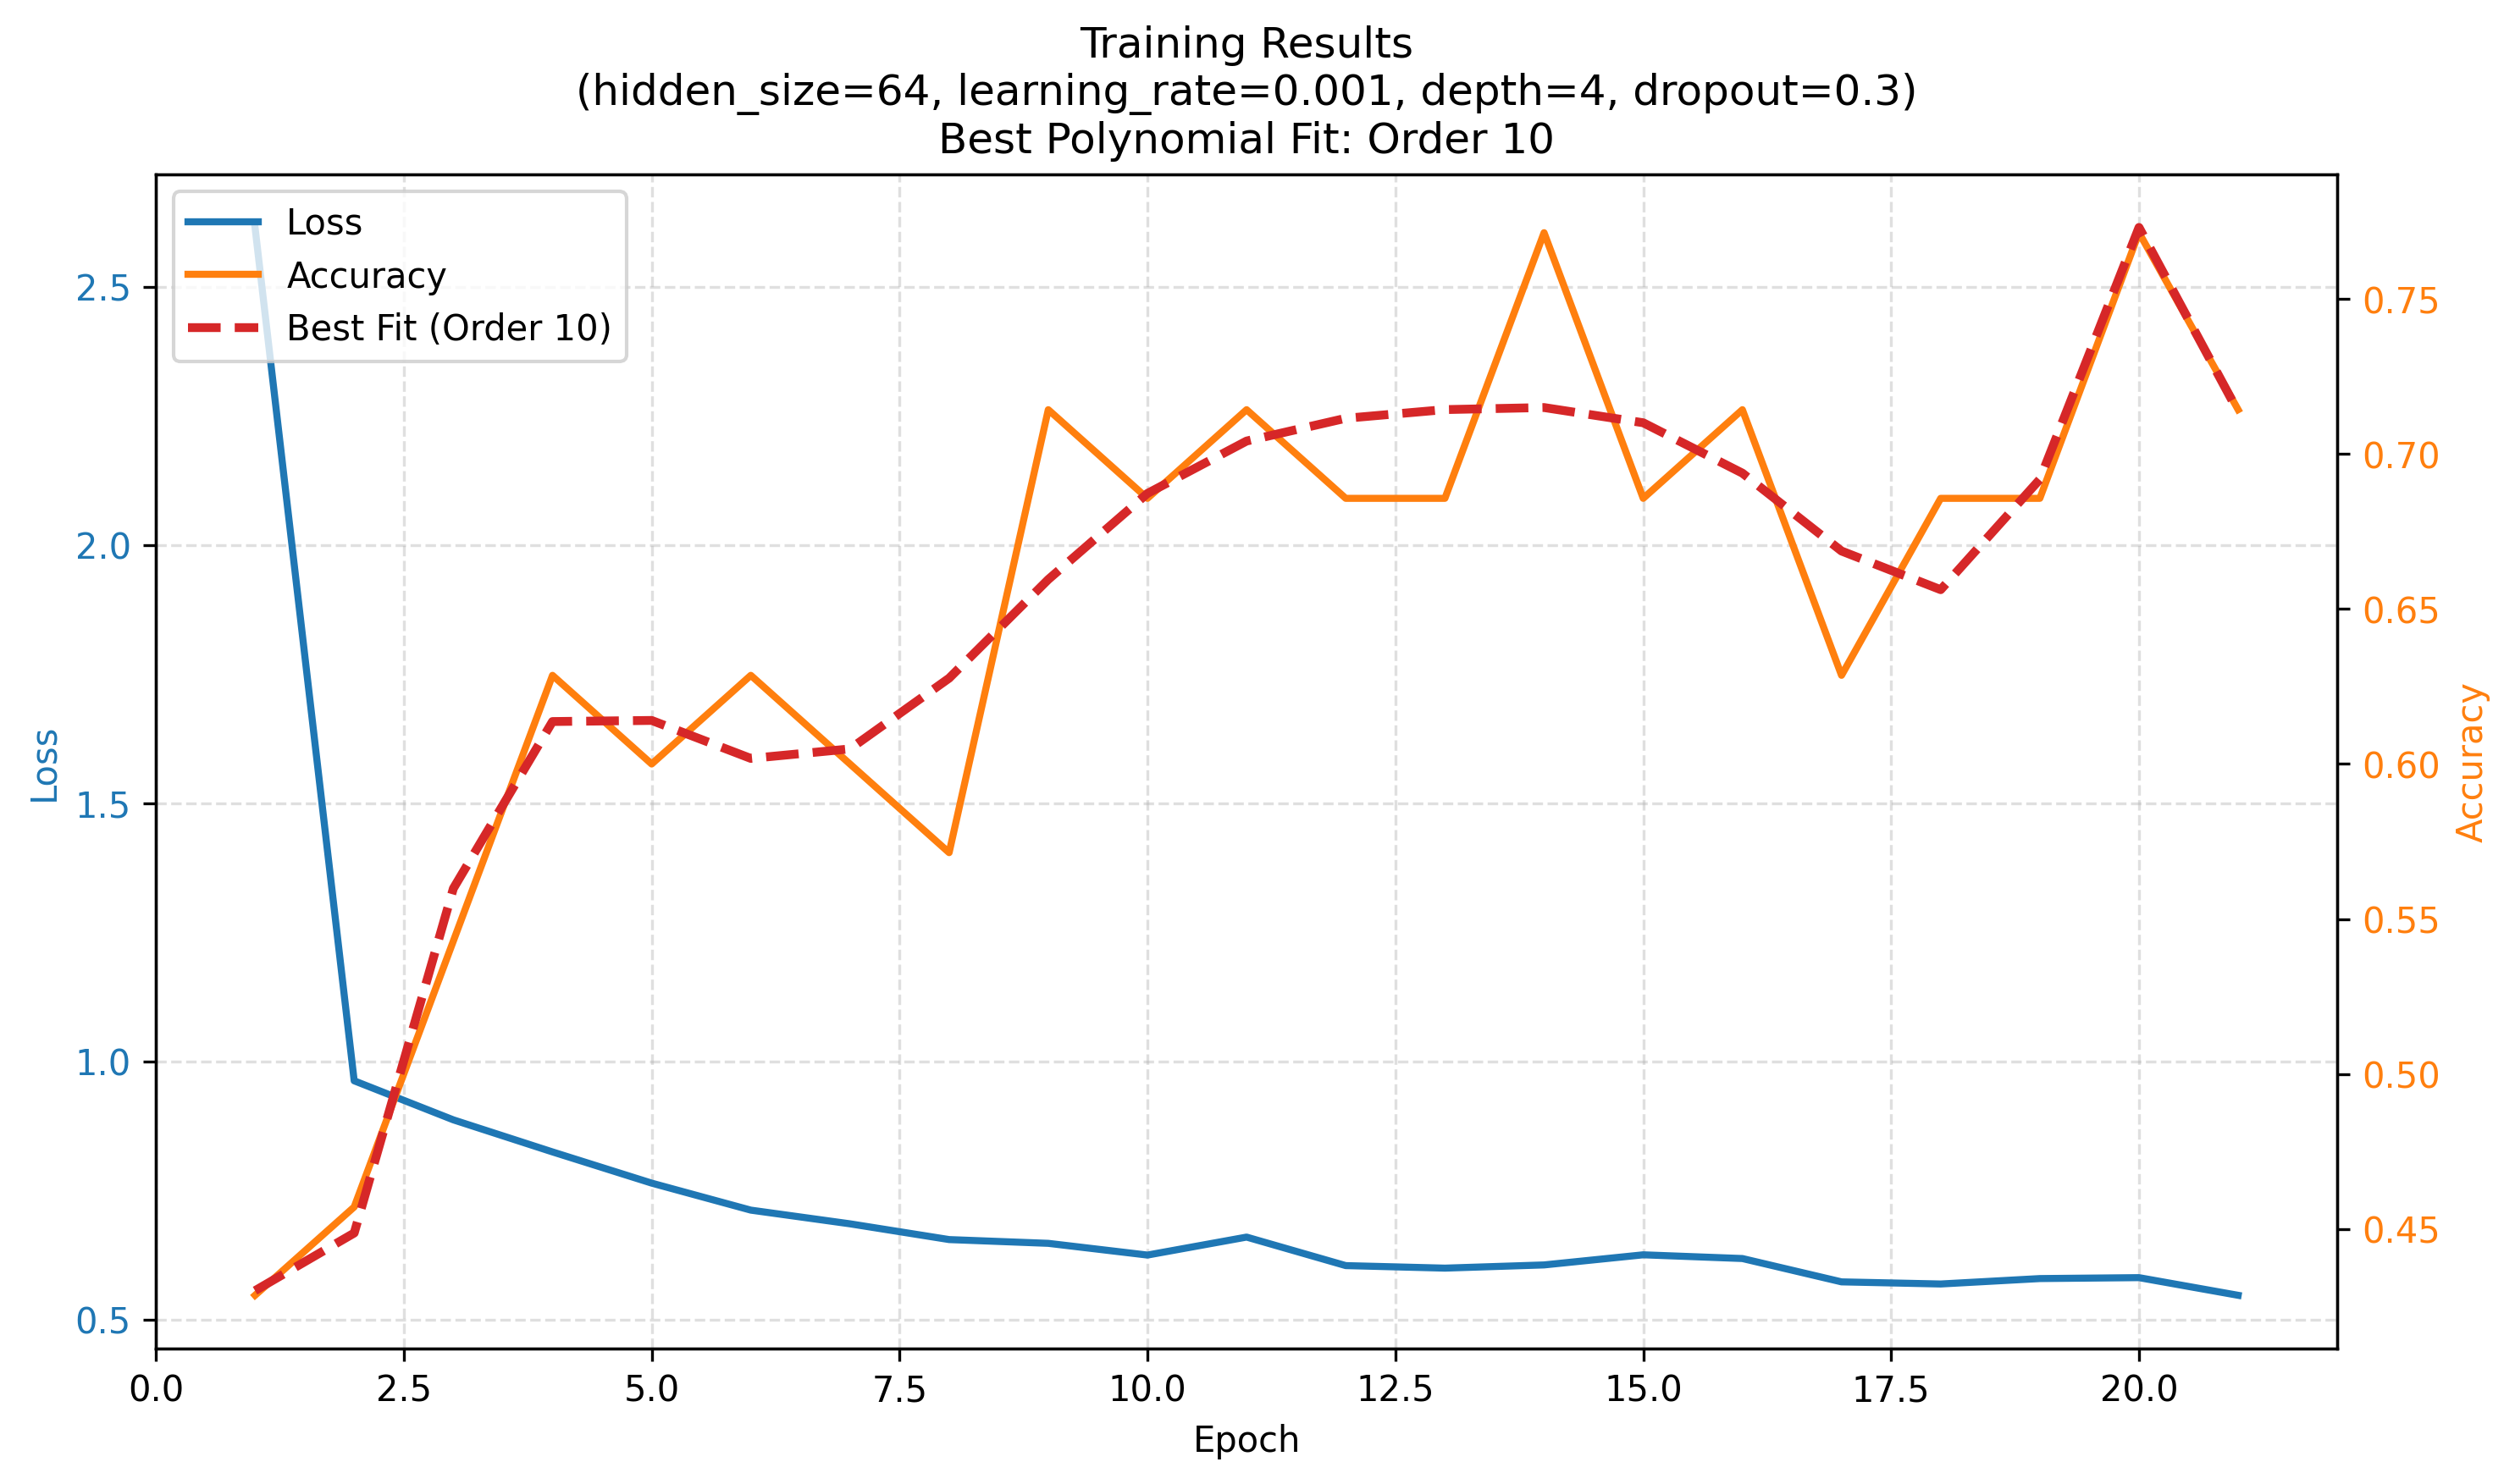 Training Results
(hidden_size=64, learning_rate=0.001, depth=4, dropout=0.3)
Best Polynomial Fit: Order 10
Loss
Accuracy
Best Fit (Order 10)
2.5
2.0
1.5
1.0
0.5
Loss
0.75
0.70
0.65
0.60
0.55
0.50
0.45
Accuracy
0.0 2.5 5.0 7.5 10.0 12.5 15.0 17.5 20.0
Epoch